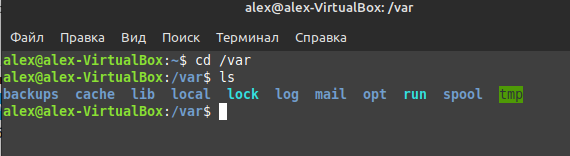 alex@alex-VirtualBox: /var
Файл Правка Вид Поиск Терминал Справка
alex@alex-VirtualBox:~$ cd /var
alex@alex-VirtualBox:/var$ ls
backups cache lib local lock log mail opt run spool tmp
alex@alex-VirtualBox:/var$